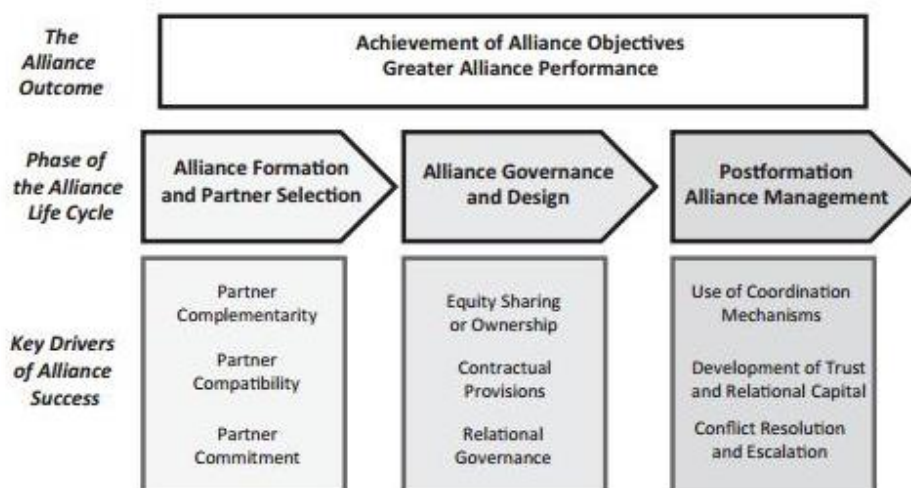 The
Alliance
Outcome
Achievement of Alliance Objectives
Greater Alliance Performance
Phase of
the Alliance
Life Cycle
Alliance Formation
and Partner Selection
Alliance Governance
and Design
Postformation
Alliance Management
Key Drivers
of Alliance
Success
Partner
Complementarity
Partner
Compatibility
Partner
Commitment
Equity Sharing
or Ownership
Contractual
Provisions
Relational
Governance
Use of Coordination
Mechanisms
Development of Trust
and Relational Capital
Conflict Resolution
and Escalation